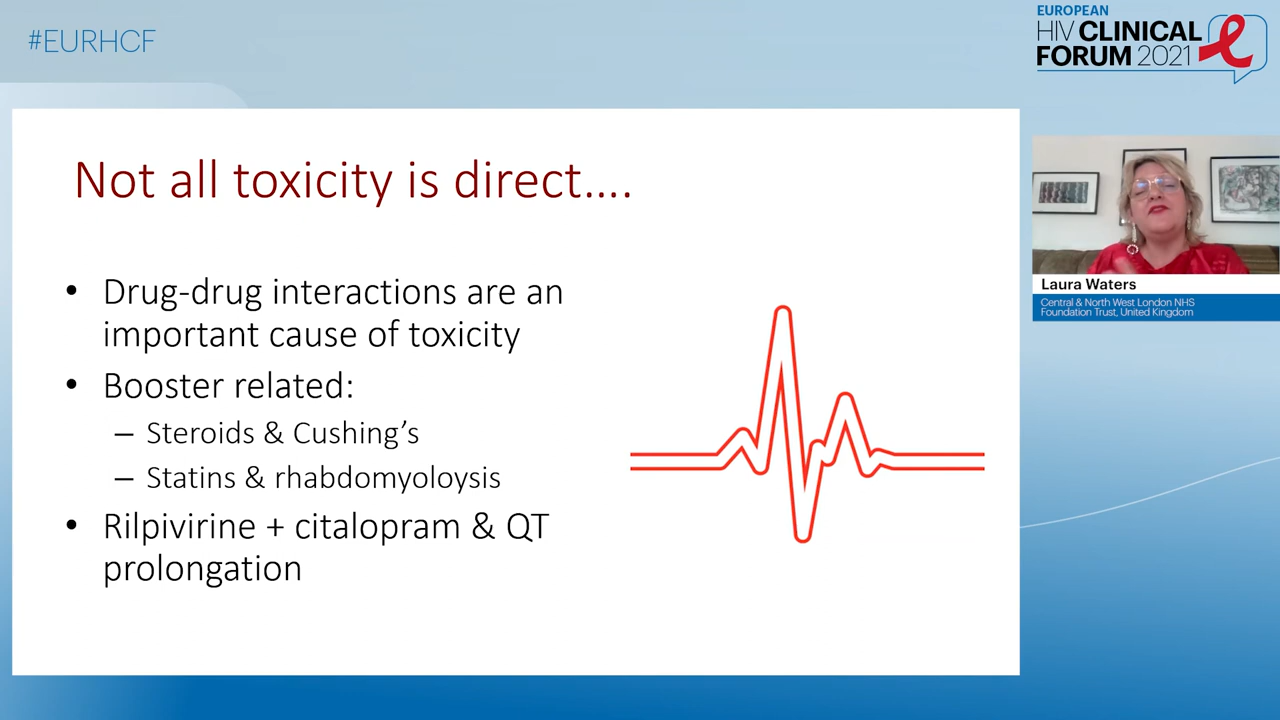 #EURHCF
EUROPEAN
HIV CLINICAL
FORUM 2021
Not all toxicity is direct....
• Drug-drug interactions are an
important cause of toxicity
• Booster related:
– Steroids & Cushing’s
– Statins & rhabdomyoloysis
• Rilpivirine + citalopram & QT
prolongation
Laura Waters
Central & North West London NHS
Foundation Trust, United Kingdom